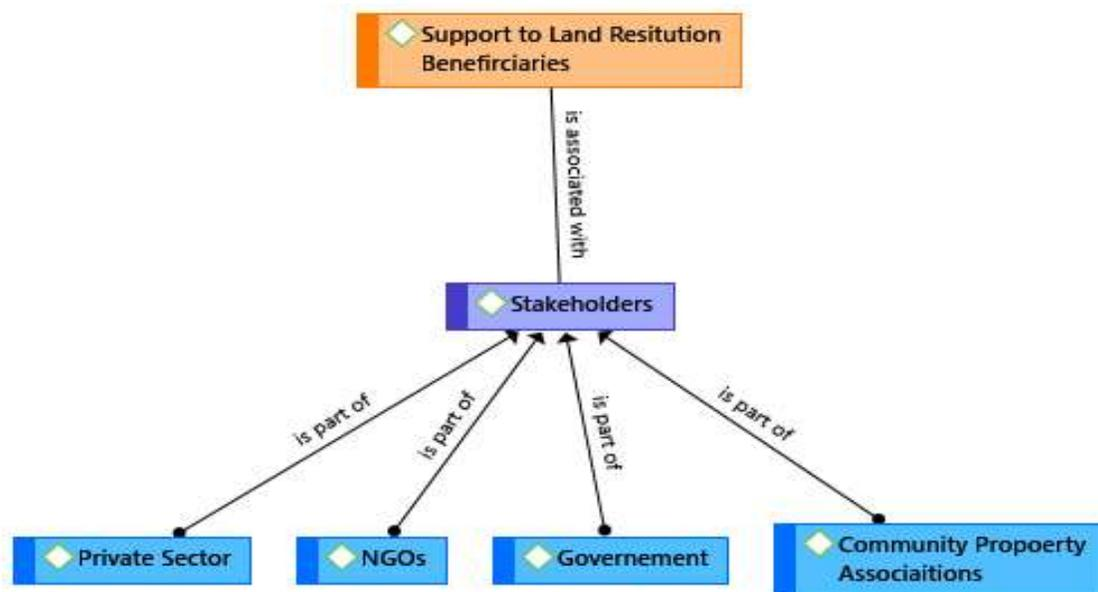 Support to Land Resitution
Benefirciaries
is associated with
Stakeholders
is part of
is part of
is part of
is part of
Private Sector
NGOs
Governement
Community Propoerty
Associaitions